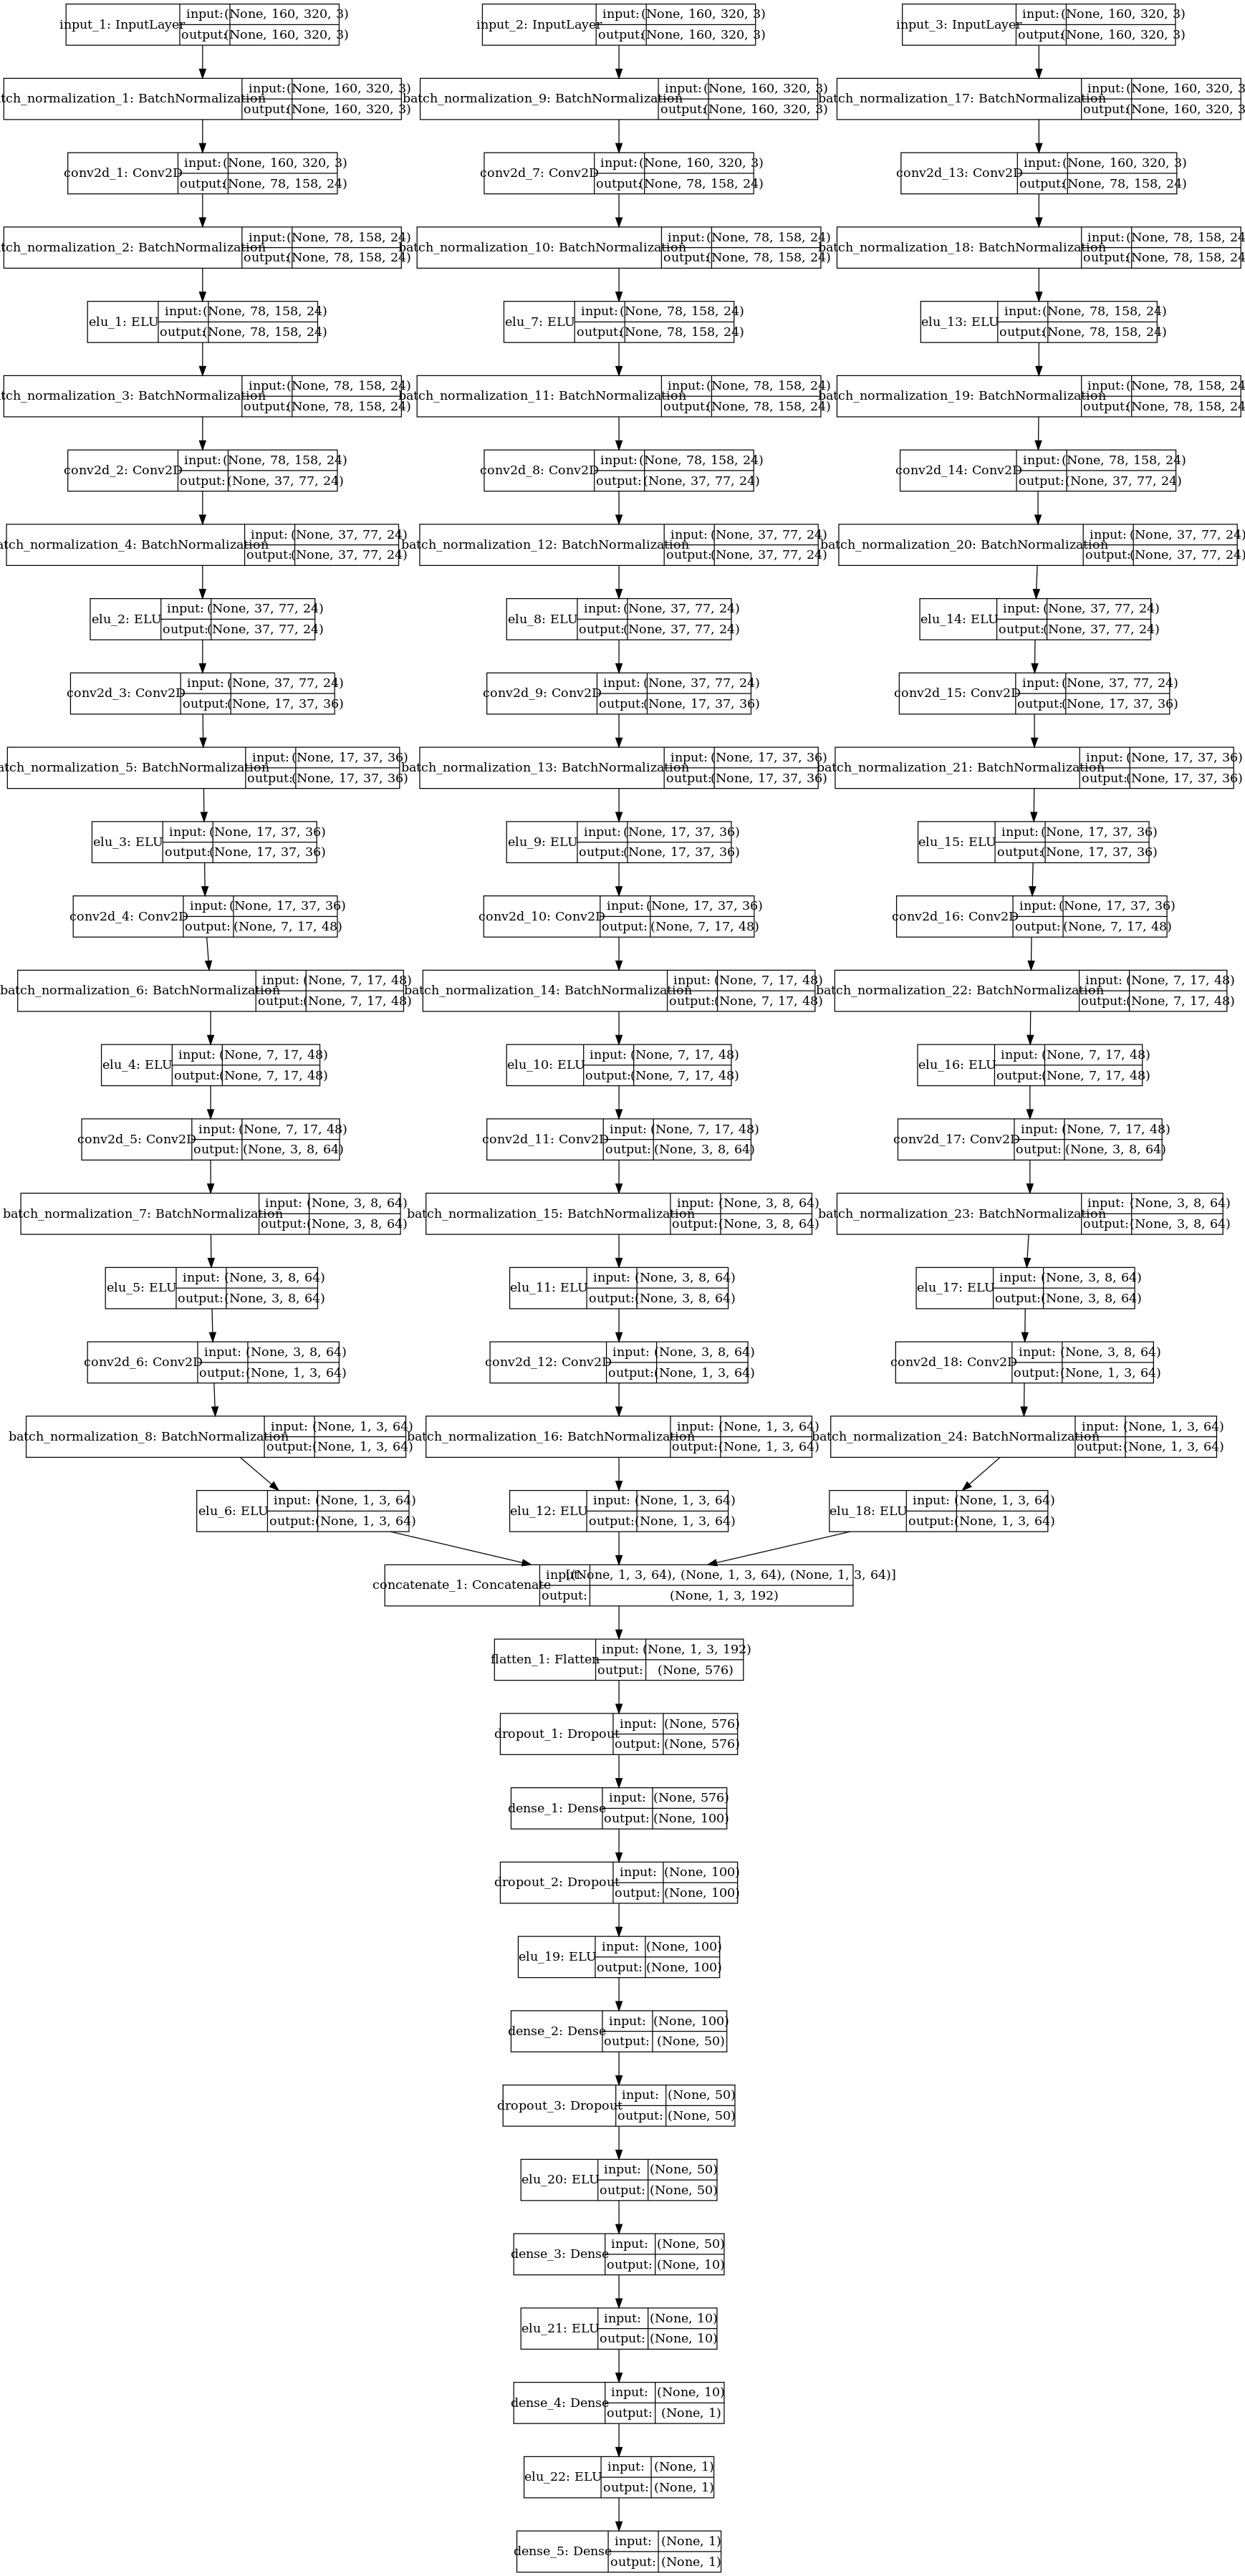 input_1: InputLayer
input: (None, 160, 320, 3)
output: (None, 160, 320, 3)
input_2: InputLayer
input: (None, 160, 320, 3)
output: (None, 160, 320, 3)
input_3: InputLayer
input: (None, 160, 320, 3)
output: (None, 160, 320, 3)
tch_normalization_1: BatchNormalization
input: (None, 160, 320, 3)
output: (None, 160, 320, 3)
batch_normalization_9: BatchNormalization
input: (None, 160, 320, 3)
output: (None, 160, 320, 3)
batch_normalization_17: BatchNormalization
input: (None, 160, 320, 3
output: (None, 160, 320, 3
conv2d_1: Conv2D
input: (None, 160, 320, 3)
output: (None, 78, 158, 24)
conv2d_7: Conv2D
input: (None, 160, 320, 3)
output: (None, 78, 158, 24)
conv2d_13: Conv2D
input: (None, 160, 320, 3)
output: (None, 78, 158, 24)
tch_normalization_2: BatchNormalization
input: (None, 78, 158, 24)
output: (None, 78, 158, 24)
batch_normalization_10: BatchNormalization
input: (None, 78, 158, 24)
output: (None, 78, 158, 24)
batch_normalization_18: BatchNormalization
input: (None, 78, 158, 24
output: (None, 78, 158, 24
elu_1: ELU
input: (None, 78, 158, 24)
output: (None, 78, 158, 24)
elu_7: ELU
input: (None, 78, 158, 24)
output: (None, 78, 158, 24)
elu_13: ELU
input: (None, 78, 158, 24)
output: (None, 78, 158, 24)
tch_normalization_3: BatchNormalization
input: (None, 78, 158, 24)
output: (None, 78, 158, 24)
batch_normalization_11: BatchNormalization
input: (None, 78, 158, 24)
output: (None, 78, 158, 24)
batch_normalization_19: BatchNormalization
input: (None, 78, 158, 24
output: (None, 78, 158, 24
conv2d_2: Conv2D
input: (None, 78, 158, 24)
output: (None, 37, 77, 24)
conv2d_8: Conv2D
input: (None, 78, 158, 24)
output: (None, 37, 77, 24)
conv2d_14: Conv2D
input: (None, 78, 158, 24)
output: (None, 37, 77, 24)
atch_normalization_4: BatchNormalization
input: (None, 37, 77, 24)
output: (None, 37, 77, 24)
batch_normalization_12: BatchNormalization
input: (None, 37, 77, 24)
output: (None, 37, 77, 24)
batch_normalization_20: BatchNormalization
input: (None, 37, 77, 24)
output: (None, 37, 77, 24)
elu_2: ELU
input: (None, 37, 77, 24)
output: (None, 37, 77, 24)
elu_8: ELU
input: (None, 37, 77, 24)
output: (None, 37, 77, 24)
elu_14: ELU
input: (None, 37, 77, 24)
output: (None, 37, 77, 24)
conv2d_3: Conv2D
input: (None, 37, 77, 24)
output: (None, 17, 37, 36)
conv2d_9: Conv2D
input: (None, 37, 77, 24)
output: (None, 17, 37, 36)
conv2d_15: Conv2D
input: (None, 37, 77, 24)
output: (None, 17, 37, 36)
atch_normalization_5: BatchNormalization
input: (None, 17, 37, 36)
output: (None, 17, 37, 36)
batch_normalization_13: BatchNormalization
input: (None, 17, 37, 36)
output: (None, 17, 37, 36)
batch_normalization_21: BatchNormalization
input: (None, 17, 37, 36)
output: (None, 17, 37, 36)
elu_3: ELU
input: (None, 17, 37, 36)
output: (None, 17, 37, 36)
elu_9: ELU
input: (None, 17, 37, 36)
output: (None, 17, 37, 36)
elu_15: ELU
input: (None, 17, 37, 36)
output: (None, 17, 37, 36)
conv2d_4: Conv2D
input: (None, 17, 37, 36)
output: (None, 7, 17, 48)
conv2d_10: Conv2D
input: (None, 17, 37, 36)
output: (None, 7, 17, 48)
conv2d_16: Conv2D
input: (None, 17, 37, 36)
output: (None, 7, 17, 48)
batch_normalization_6: BatchNormalization
input: (None, 7, 17, 48)
output: (None, 7, 17, 48)
batch_normalization_14: BatchNormalization
input: (None, 7, 17, 48)
output: (None, 7, 17, 48)
batch_normalization_22: BatchNormalization
input: (None, 7, 17, 48)
output: (None, 7, 17, 48)
elu_4: ELU
input: (None, 7, 17, 48)
output: (None, 7, 17, 48)
elu_10: ELU
input: (None, 7, 17, 48)
output: (None, 7, 17, 48)
elu_16: ELU
input: (None, 7, 17, 48)
output: (None, 7, 17, 48)
conv2d_5: Conv2D
input: (None, 7, 17, 48)
output: (None, 3, 8, 64)
conv2d_11: Conv2D
input: (None, 7, 17, 48)
output: (None, 3, 8, 64)
conv2d_17: Conv2D
input: (None, 7, 17, 48)
output: (None, 3, 8, 64)
batch_normalization_7: BatchNormalization
input: (None, 3, 8, 64)
output: (None, 3, 8, 64)
batch_normalization_15: BatchNormalization
input: (None, 3, 8, 64)
output: (None, 3, 8, 64)
batch_normalization_23: BatchNormalization
input: (None, 3, 8, 64)
output: (None, 3, 8, 64)
elu_5: ELU
input: (None, 3, 8, 64)
output: (None, 3, 8, 64)
elu_11: ELU
input: (None, 3, 8, 64)
output: (None, 3, 8, 64)
elu_17: ELU
input: (None, 3, 8, 64)
output: (None, 3, 8, 64)
conv2d_6: Conv2D
input: (None, 3, 8, 64)
output: (None, 1, 3, 64)
conv2d_12: Conv2D
input: (None, 3, 8, 64)
output: (None, 1, 3, 64)
conv2d_18: Conv2D
input: (None, 3, 8, 64)
output: (None, 1, 3, 64)
batch_normalization_8: BatchNormalization
input: (None, 1, 3, 64)
output: (None, 1, 3, 64)
batch_normalization_16: BatchNormalization
input: (None, 1, 3, 64)
output: (None, 1, 3, 64)
batch_normalization_24: BatchNormalization
input: (None, 1, 3, 64)
output: (None, 1, 3, 64)
elu_6: ELU
input: (None, 1, 3, 64)
output: (None, 1, 3, 64)
elu_12: ELU
input: (None, 1, 3, 64)
output: (None, 1, 3, 64)
elu_18: ELU
input: (None, 1, 3, 64)
output: (None, 1, 3, 64)
concatenate_1: Concatenate
input: [(None, 1, 3, 64), (None, 1, 3, 64), (None, 1, 3, 64)]
output: (None, 1, 3, 192)
flatten_1: Flatten
input: (None, 1, 3, 192)
output: (None, 576)
dropout_1: Dropout
input: (None, 576)
output: (None, 576)
dense_1: Dense
input: (None, 576)
output: (None, 100)
dropout_2: Dropout
input: (None, 100)
output: (None, 100)
elu_19: ELU
input: (None, 100)
output: (None, 100)
dense_2: Dense
input: (None, 100)
output: (None, 50)
dropout_3: Dropout
input: (None, 50)
output: (None, 50)
elu_20: ELU
input: (None, 50)
output: (None, 50)
dense_3: Dense
input: (None, 50)
output: (None, 10)
elu_21: ELU
input: (None, 10)
output: (None, 10)
dense_4: Dense
input: (None, 10)
output: (None, 1)
elu_22: ELU
input: (None, 1)
output: (None, 1)
dense_5: Dense
input: (None, 1)
output: (None, 1)